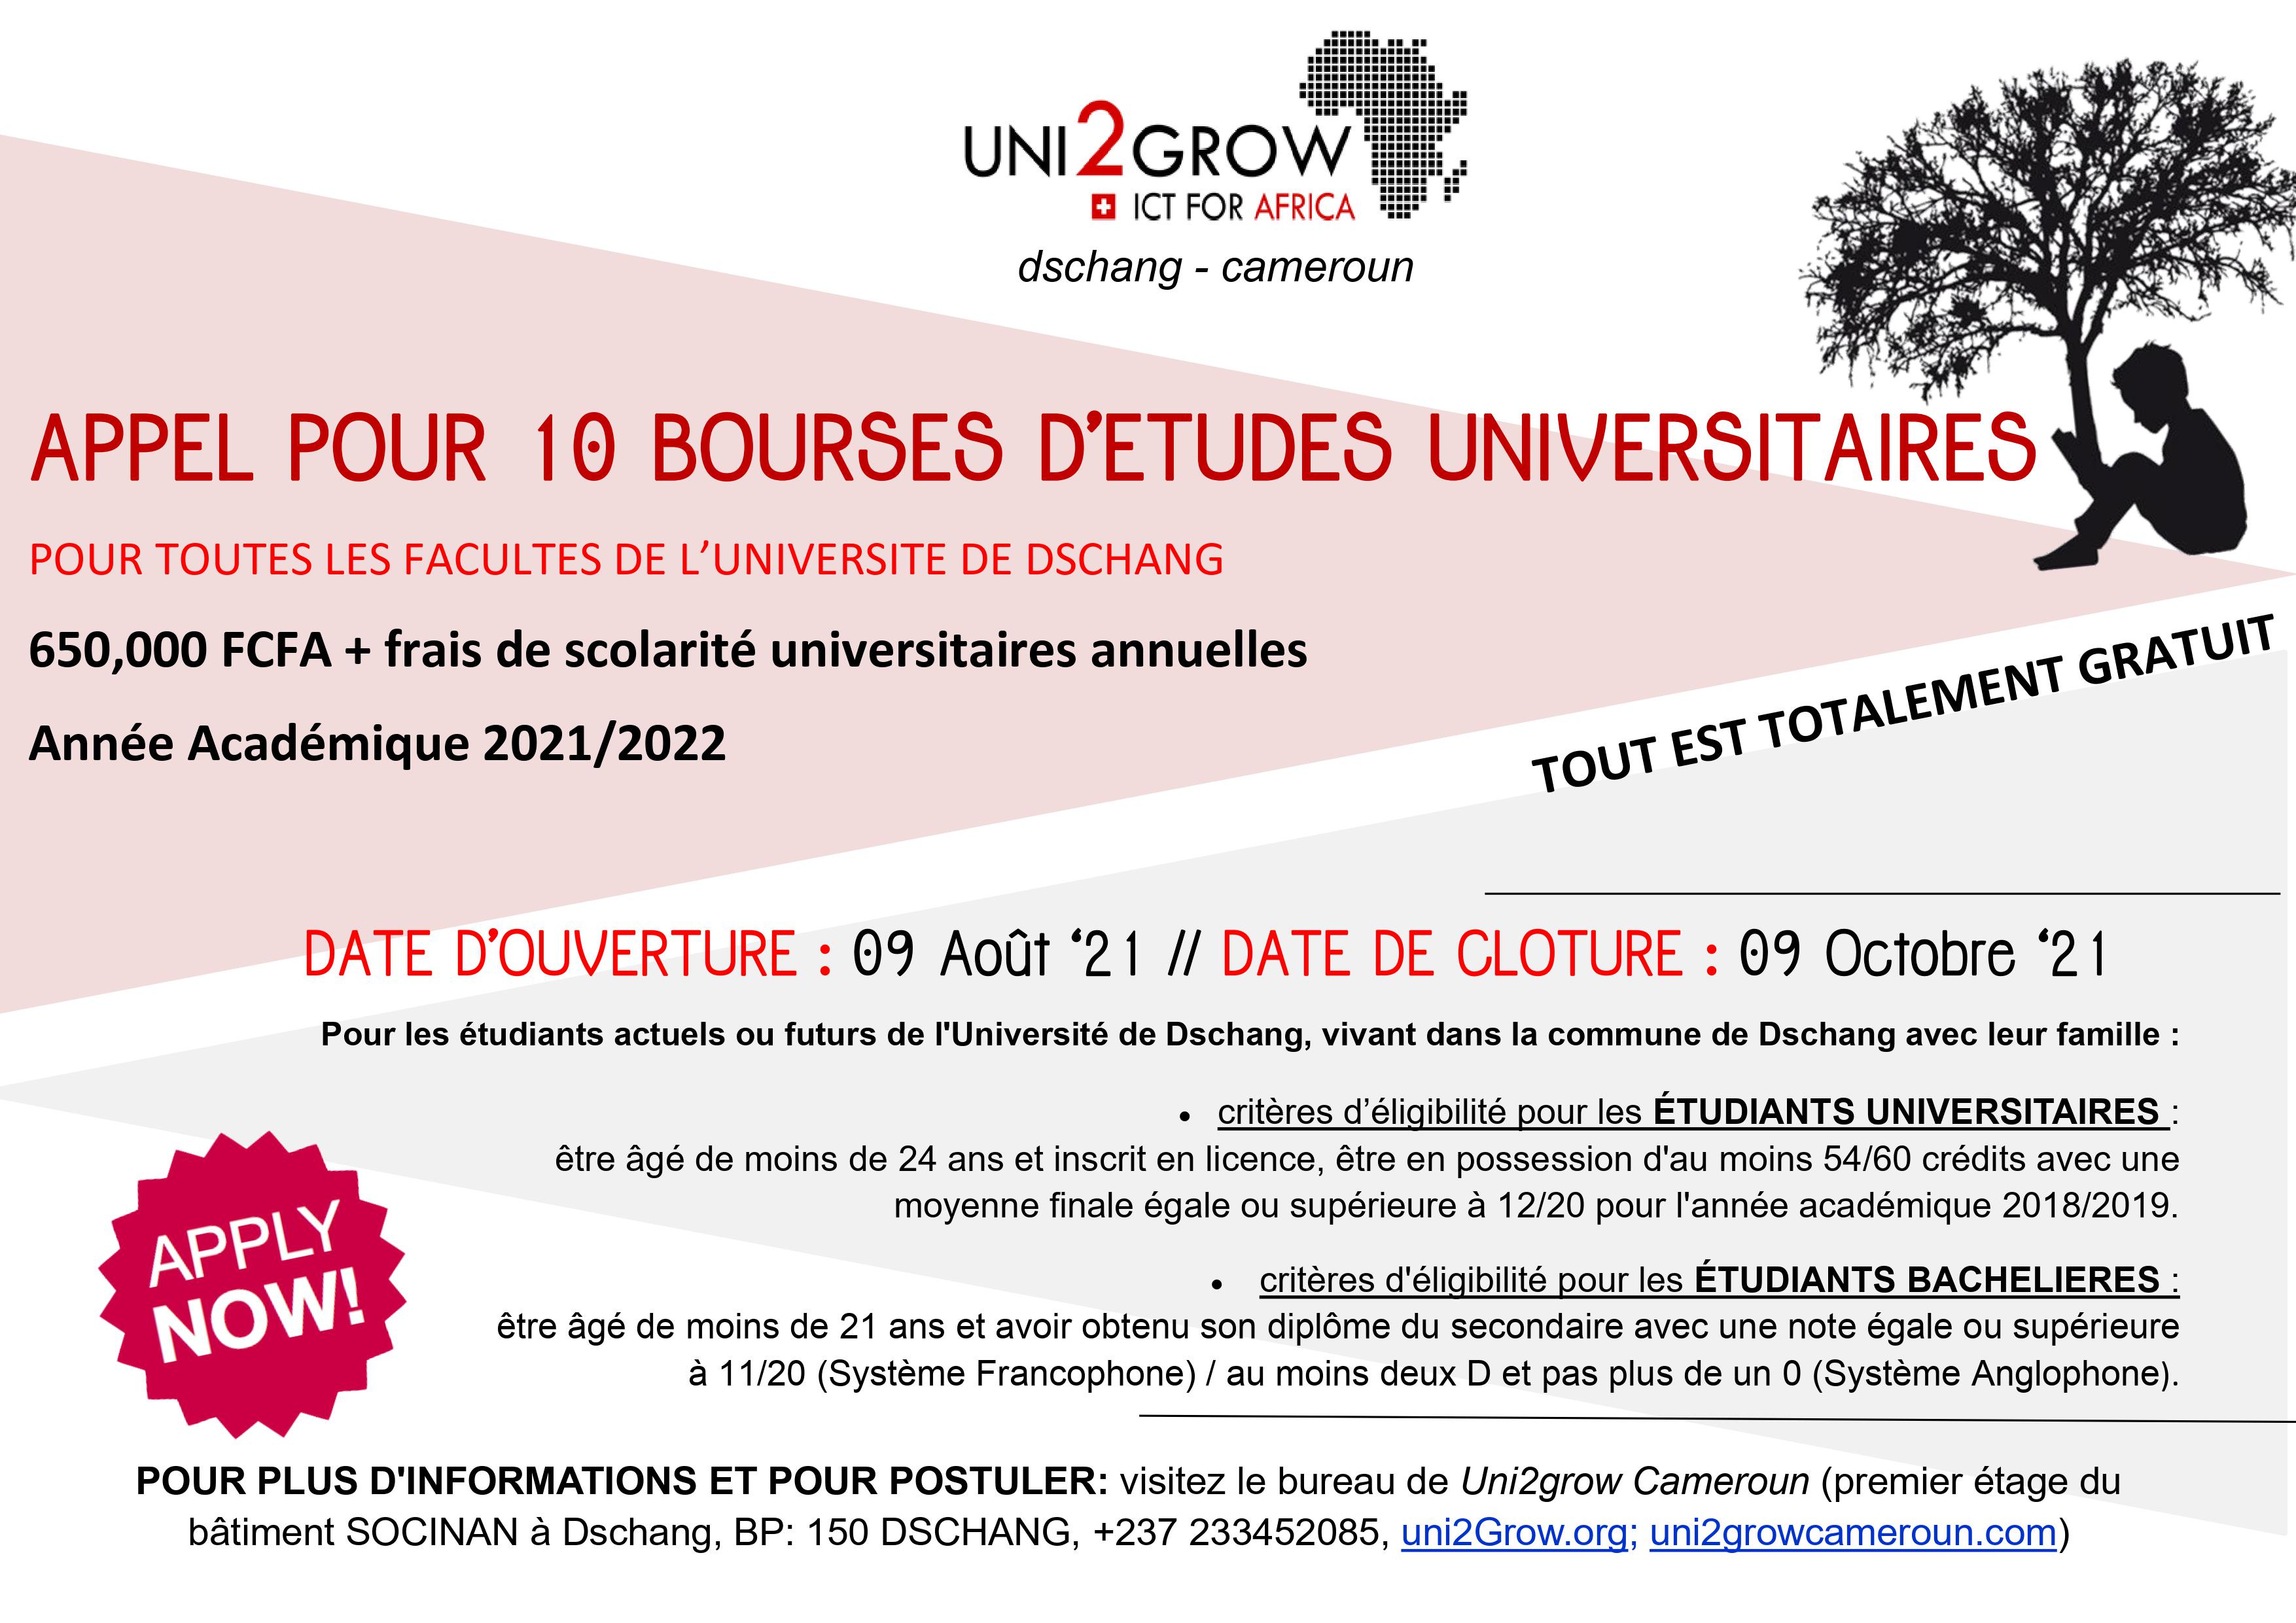 UNI2GROW
ICT FOR AFRICA
dschang - cameroun
APPEL POUR 10 BOURSES D’ETUDES UNIVERSITAIRES
POUR TOUTES LES FACULTES DE L’UNIVERSITE DE DSCHANG
650,000 FCFA + frais de scolarité universitaires annuelles
Année Académique 2021/2022
TOUT EST TOTALEMENT GRATUIT
DATE D’OUVERTURE : 09 Août ‘21 // DATE DE CLOTURE : 09 Octobre ‘21
Pour les étudiants actuels ou futurs de l'Université de Dschang, vivant dans la commune de Dschang avec leur famille :
• critères d’éligibilité pour les ÉTUDIANTS UNIVERSITAIRES :
être âgé de moins de 24 ans et inscrit en licence, être en possession d'au moins 54/60 crédits avec une
moyenne finale égale ou supérieure à 12/20 pour l'année académique 2018/2019.
• critères d'éligibilité pour les ÉTUDIANTS BACHELIERES :
être âgé de moins de 21 ans et avoir obtenu son diplôme du secondaire avec une note égale ou supérieure
à 11/20 (Système Francophone) / au moins deux D et pas plus de un 0 (Système Anglophone).
APPLY
NOW!
POUR PLUS D'INFORMATIONS ET POUR POSTULER: visitez le bureau de Uni2grow Cameroun (premier étage du
bâtiment SOCINAN à Dschang, BP: 150 DSCHANG, +237 233452085, uni2Grow.org; uni2growcameroun.com)